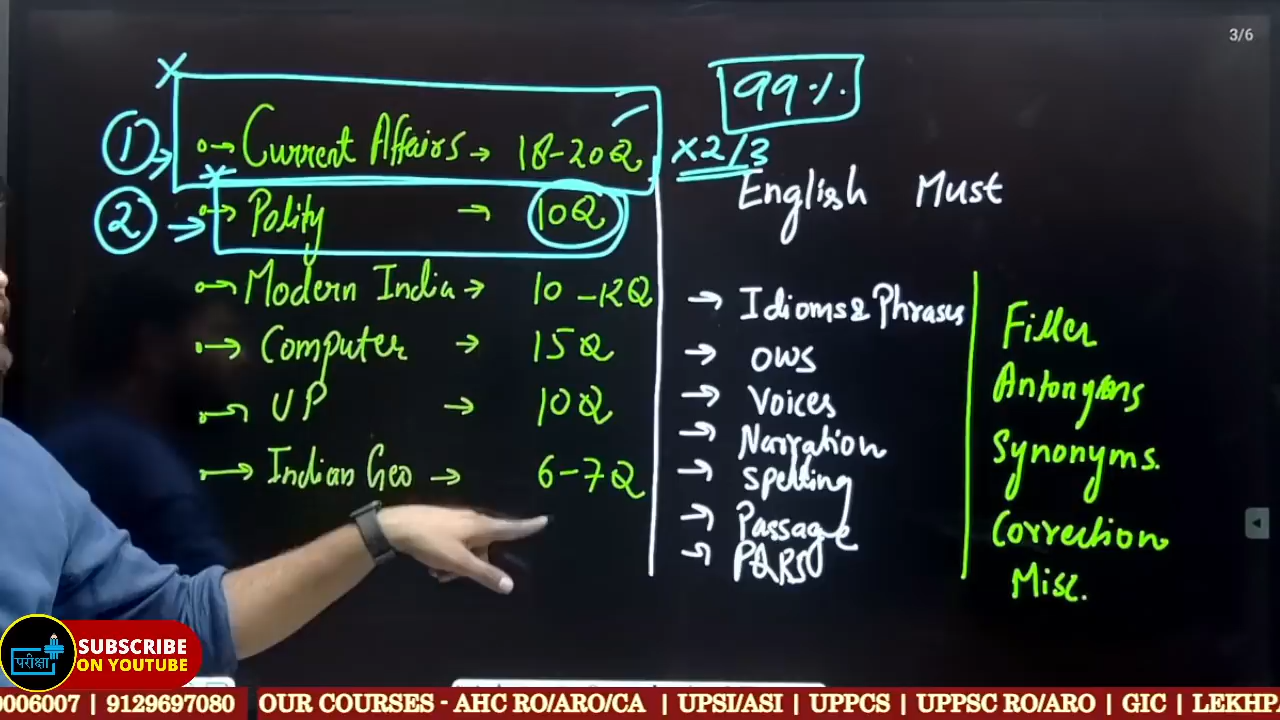 3/6
99%
① → Current Affairs → 18-20Q ×2/3
② → Polity → 10Q
→ Modern India → 10-12Q
→ Computer → 15Q
→ UP → 10Q
→ Indian Geo → 6-7Q
English Must
→ Idioms & Phrases
→ OWS
→ Voices
→ Narration
→ Spelling
→ Passage
→ PQRS
Filler
Antonyms
Synonyms.
Correction
Misc.
परीक्षा
SUBSCRIBE
ON YOUTUBE
0006007 | 9129697080 | OUR COURSES - AHC RO/ARO/CA | UPSI/ASI | UPPCS | UPPSC RO/ARO | GIC | LEKHPA